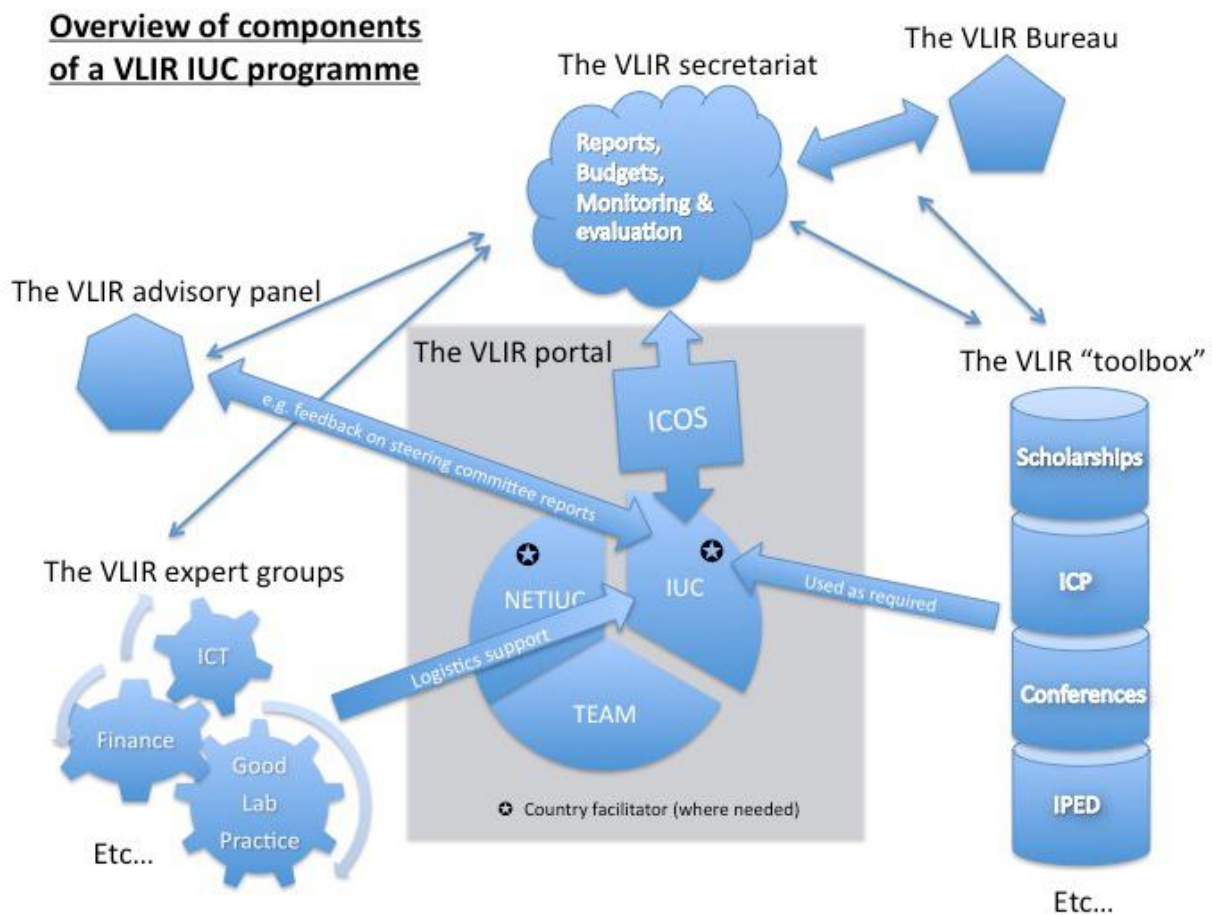 Overview of components
of a VLIR IUC programme
The VLIR secretariat
The VLIR Bureau
Reports,
Budgets,
Monitoring &
evaluation
The VLIR advisory panel
The VLIR portal
ICOS
The VLIR “toolbox”
e.g. feedback on steering committee reports
Scholarships
ICP
Conferences
IPED
Etc...
The VLIR expert groups
ICT
Finance
Good
Lab
Practice
Etc...
NETIUC
IUC
TEAM
Logistics support
Used as required
Country facilitator (where needed)